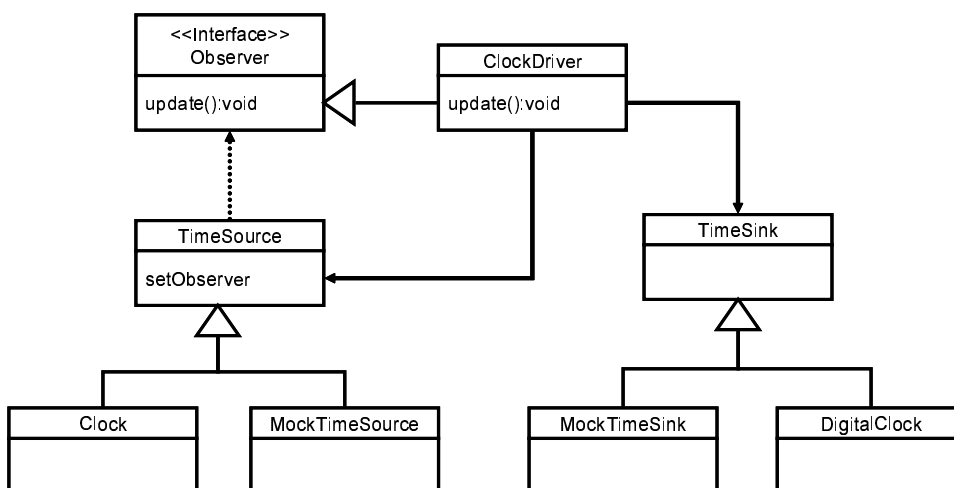 <<Interface>>
Observer
update():void
ClockDriver
update():void
TimeSource
setObserver
TimeSink
Clock
MockTimeSource
MockTimeSink
DigitalClock